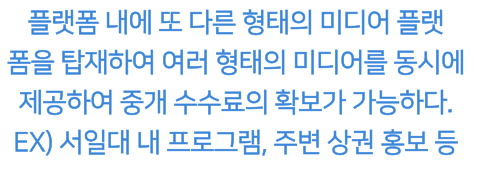 플랫폼 내에 또 다른 형태의 미디어 플랫
폼을 탑재하여 여러 형태의 미디어를 동시에
제공하여 중개 수수료의 확보가 가능하다.
EX) 서일대 내 프로그램, 주변 상권 홍보 등